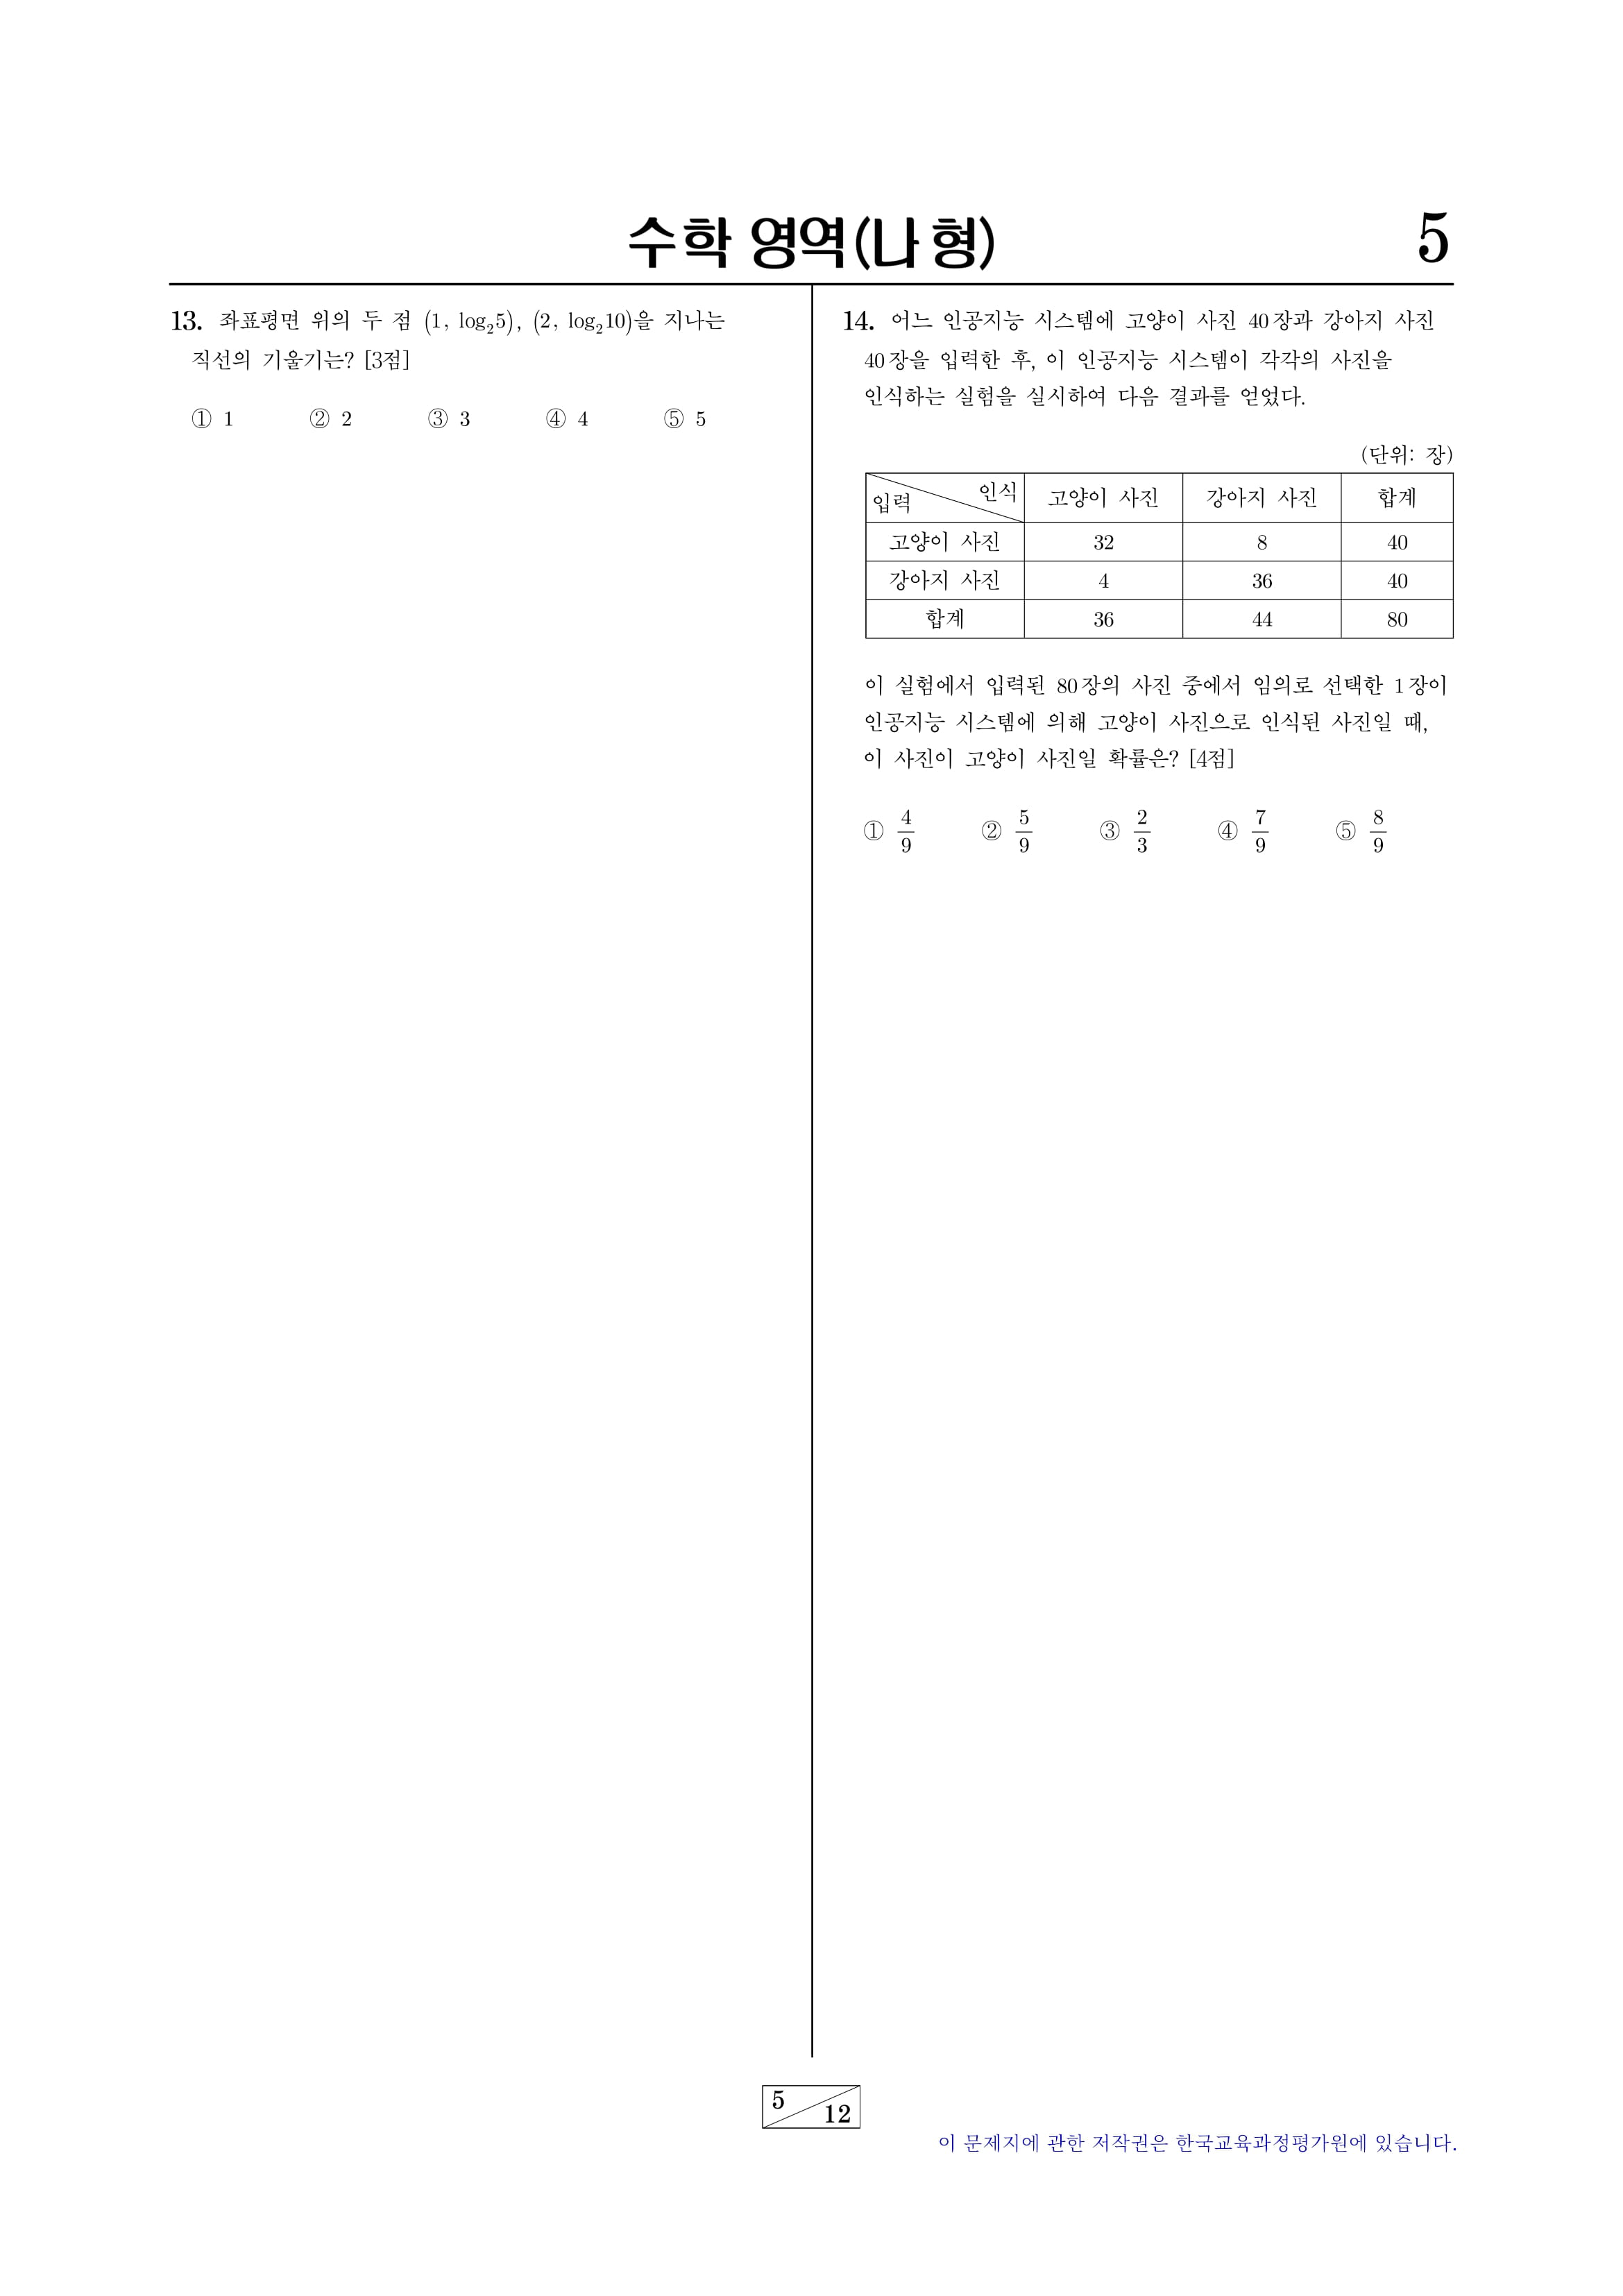 수학 영역(나 형)
5
13. 좌표평면 위의 두 점 (1, log₂5), (2, log₂10)을 지나는
직선의 기울기는? [3점]
① 1 ② 2 ③ 3 ④ 4 ⑤ 5
14. 어느 인공지능 시스템에 고양이 사진 40장과 강아지 사진
40장을 입력한 후, 이 인공지능 시스템이 각각의 사진을
인식하는 실험을 실시하여 다음 결과를 얻었다.
(단위: 장)
입력 인식 고양이 사진 강아지 사진 합계
고양이 사진 32 8 40
강아지 사진 4 36 40
합계 36 44 80
이 실험에서 입력된 80장의 사진 중에서 임의로 선택한 1장이
인공지능 시스템에 의해 고양이 사진으로 인식된 사진일 때,
이 사진이 고양이 사진일 확률은? [4점]
① 4/9 ② 5/9 ③ 2/3 ④ 7/9 ⑤ 8/9
5 12
이 문제지에 관한 저작권은 한국교육과정평가원에 있습니다.